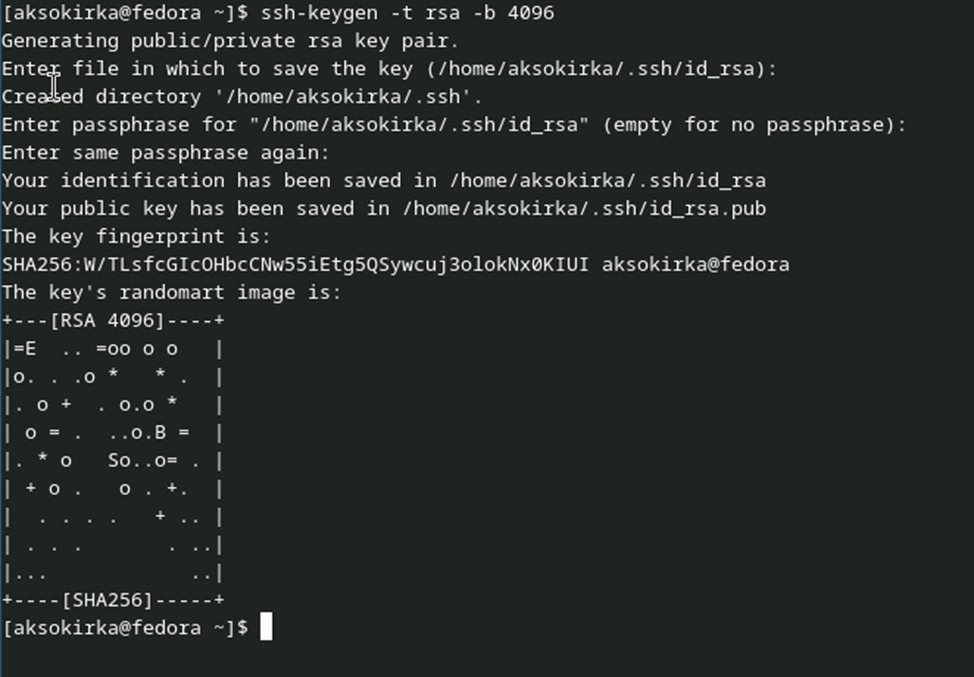 [aksokirka@fedora ~]$ ssh-keygen -t rsa -b 4096
Generating public/private rsa key pair.
Enter file in which to save the key (/home/aksokirka/.ssh/id_rsa):
Created directory '/home/aksokirka/.ssh'.
Enter passphrase for "/home/aksokirka/.ssh/id_rsa" (empty for no passphrase):
Enter same passphrase again:
Your identification has been saved in /home/aksokirka/.ssh/id_rsa
Your public key has been saved in /home/aksokirka/.ssh/id_rsa.pub
The key fingerprint is:
SHA256:W/TLsfcGIcOHbcCNw55iEtg5QSywcuj3olokNx0KIUI aksokirka@fedora
The key's randomart image is:
+---[RSA 4096]----+
|=E  .. =oo o o   |
|o. . .o *   * .  |
|. o +  . o.o *   |
| o = .  ..o.B =  |
|. * o   So..o= . |
| + o .   o . +.  |
|  . . . .   + .. |
| . . .       . ..|
|...            ..|
+----[SHA256]-----+
[aksokirka@fedora ~]$